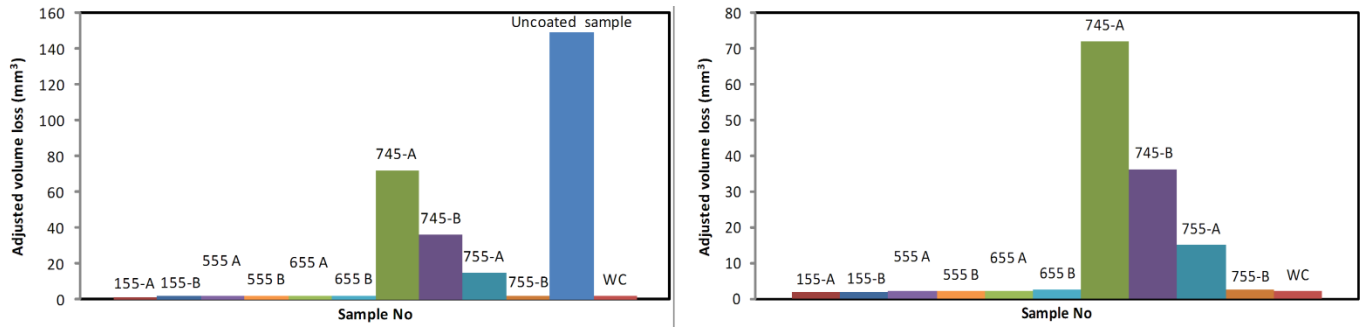 Adjusted volume loss (mm³)
160
140
120
100
80
60
40
20
0
Uncoated sample
745-A
745-B
755-A
555 A
655 A
155-A
155-B
555 B
655 B
755-B
WC
Sample No
Adjusted volume loss (mm³)
80
70
60
50
40
30
20
10
0
745-A
745-B
755-A
555 A
655 A
155-A
155-B
555 B
655 B
755-B
WC
Sample No